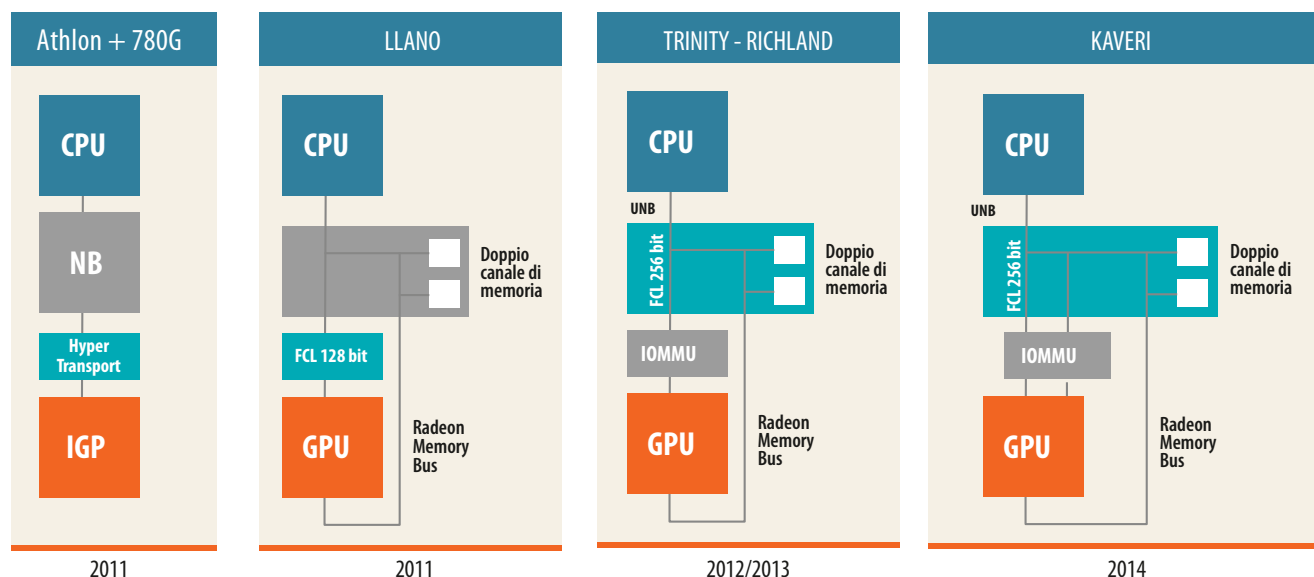 Athlon + 780G
CPU
NB
Hyper
Transport
IGP
2011
LLANO
CPU
Doppio
canale di
memoria
FCL 128 bit
GPU
Radeon
Memory
Bus
2011
TRINITY - RICHLAND
CPU
UNB
FCL 256 bit
Doppio
canale di
memoria
IOMMU
GPU
Radeon
Memory
Bus
2012/2013
KAVERI
CPU
UNB
FCL 256 bit
Doppio
canale di
memoria
IOMMU
GPU
Radeon
Memory
Bus
2014